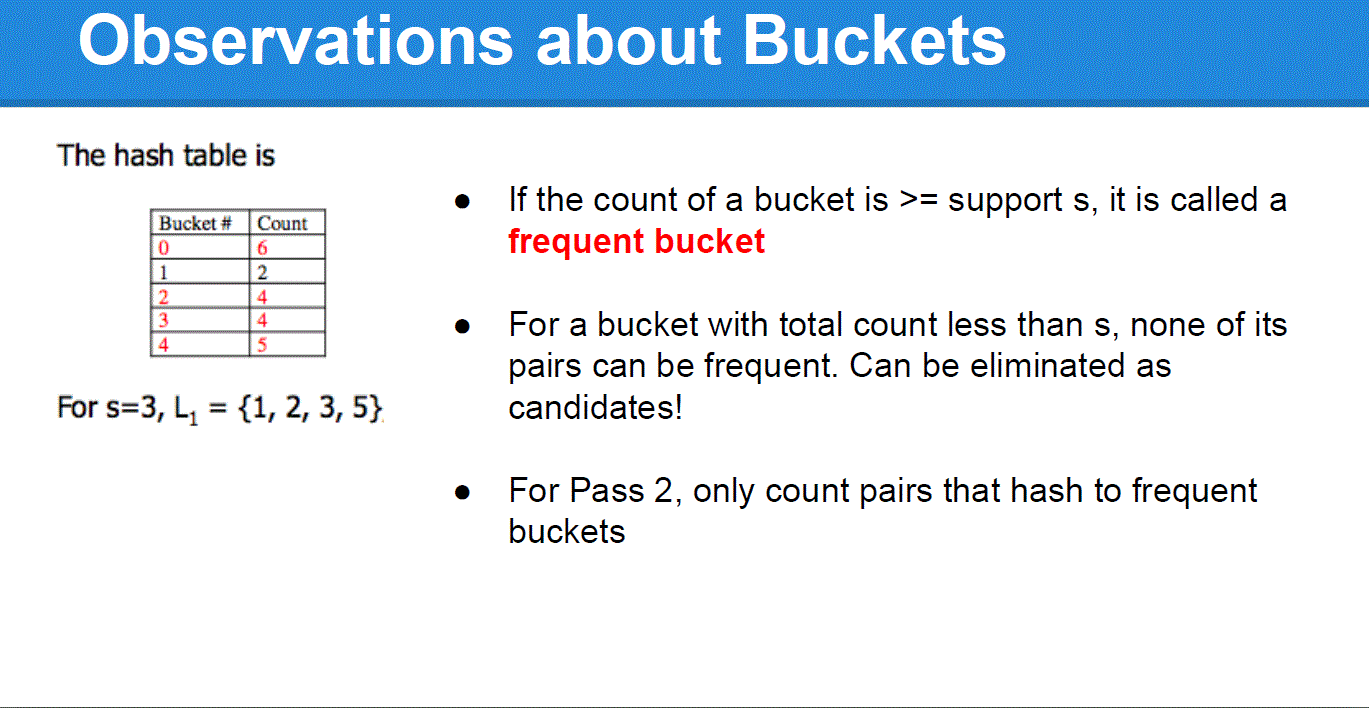 Observations about Buckets
The hash table is
Bucket # Count
0 6
1 2
2 4
3 4
4 5
For s=3, L₁ = {1, 2, 3, 5}
● If the count of a bucket is >= support s, it is called a
frequent bucket
● For a bucket with total count less than s, none of its
pairs can be frequent. Can be eliminated as
candidates!
● For Pass 2, only count pairs that hash to frequent
buckets